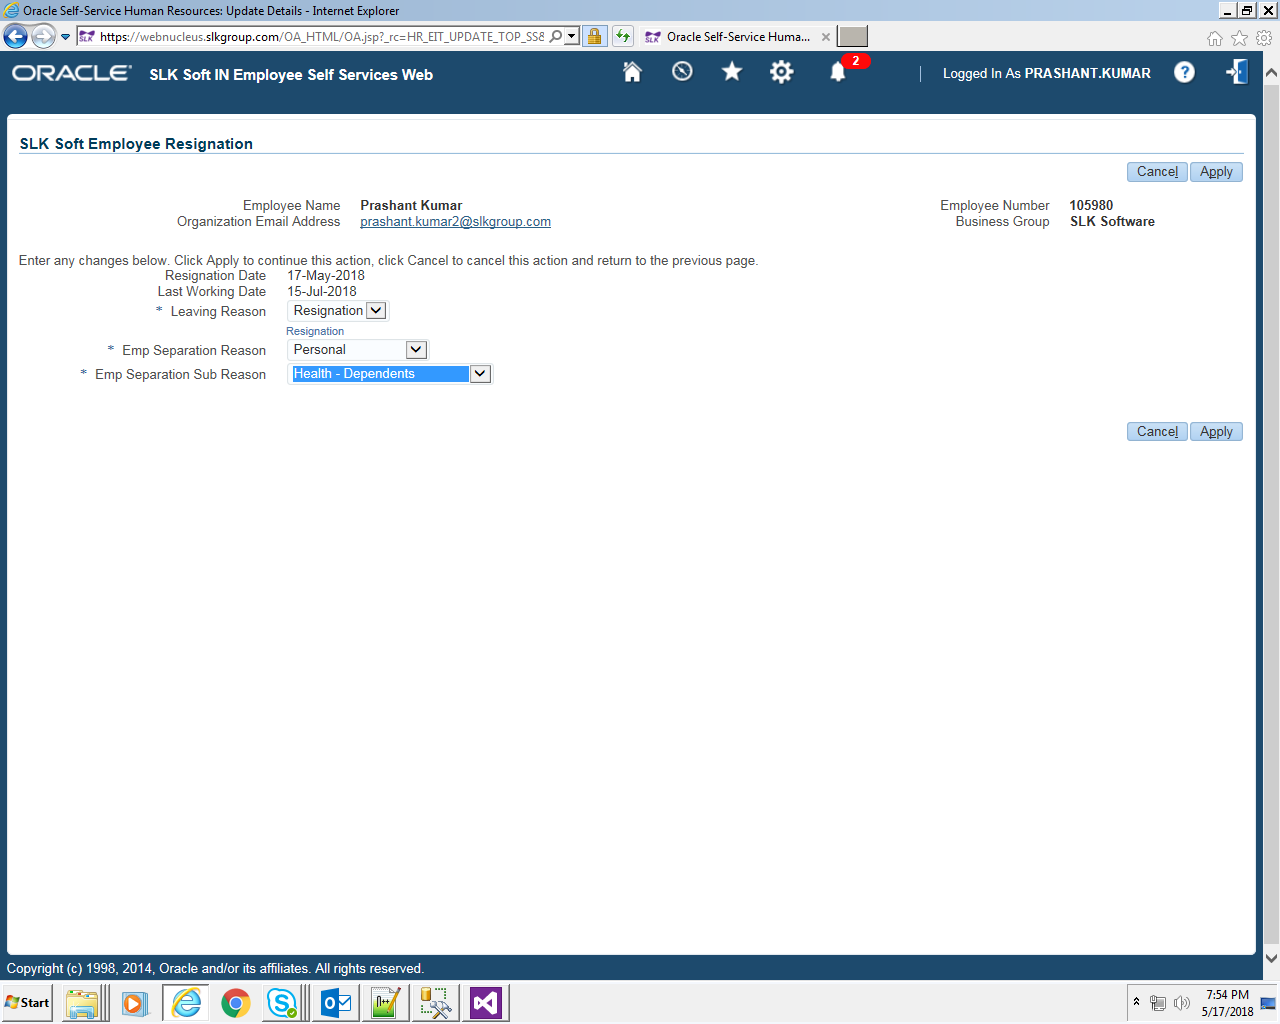 Oracle Self-Service Human Resources: Update Details - Internet Explorer
https://webnucleus.slkgroup.com/OA_HTML/OA.jsp?_rc=HR_EIT_UPDATE_TOP_SS&
SLK Oracle Self-Service Huma...
ORACLE SLK Soft IN Employee Self Services Web 2 Logged In As PRASHANT.KUMAR ?
SLK Soft Employee Resignation
Cancel Apply
Employee Name Prashant Kumar Employee Number 105980
Organization Email Address prashant.kumar2@slkgroup.com Business Group SLK Software
Enter any changes below. Click Apply to continue this action, click Cancel to cancel this action and return to the previous page.
Resignation Date 17-May-2018
Last Working Date 15-Jul-2018
* Leaving Reason Resignation
Resignation
* Emp Separation Reason Personal
* Emp Separation Sub Reason Health - Dependents
Cancel Apply
Copyright (c) 1998, 2014, Oracle and/or its affiliates. All rights reserved.
Start
7:54 PM
5/17/2018